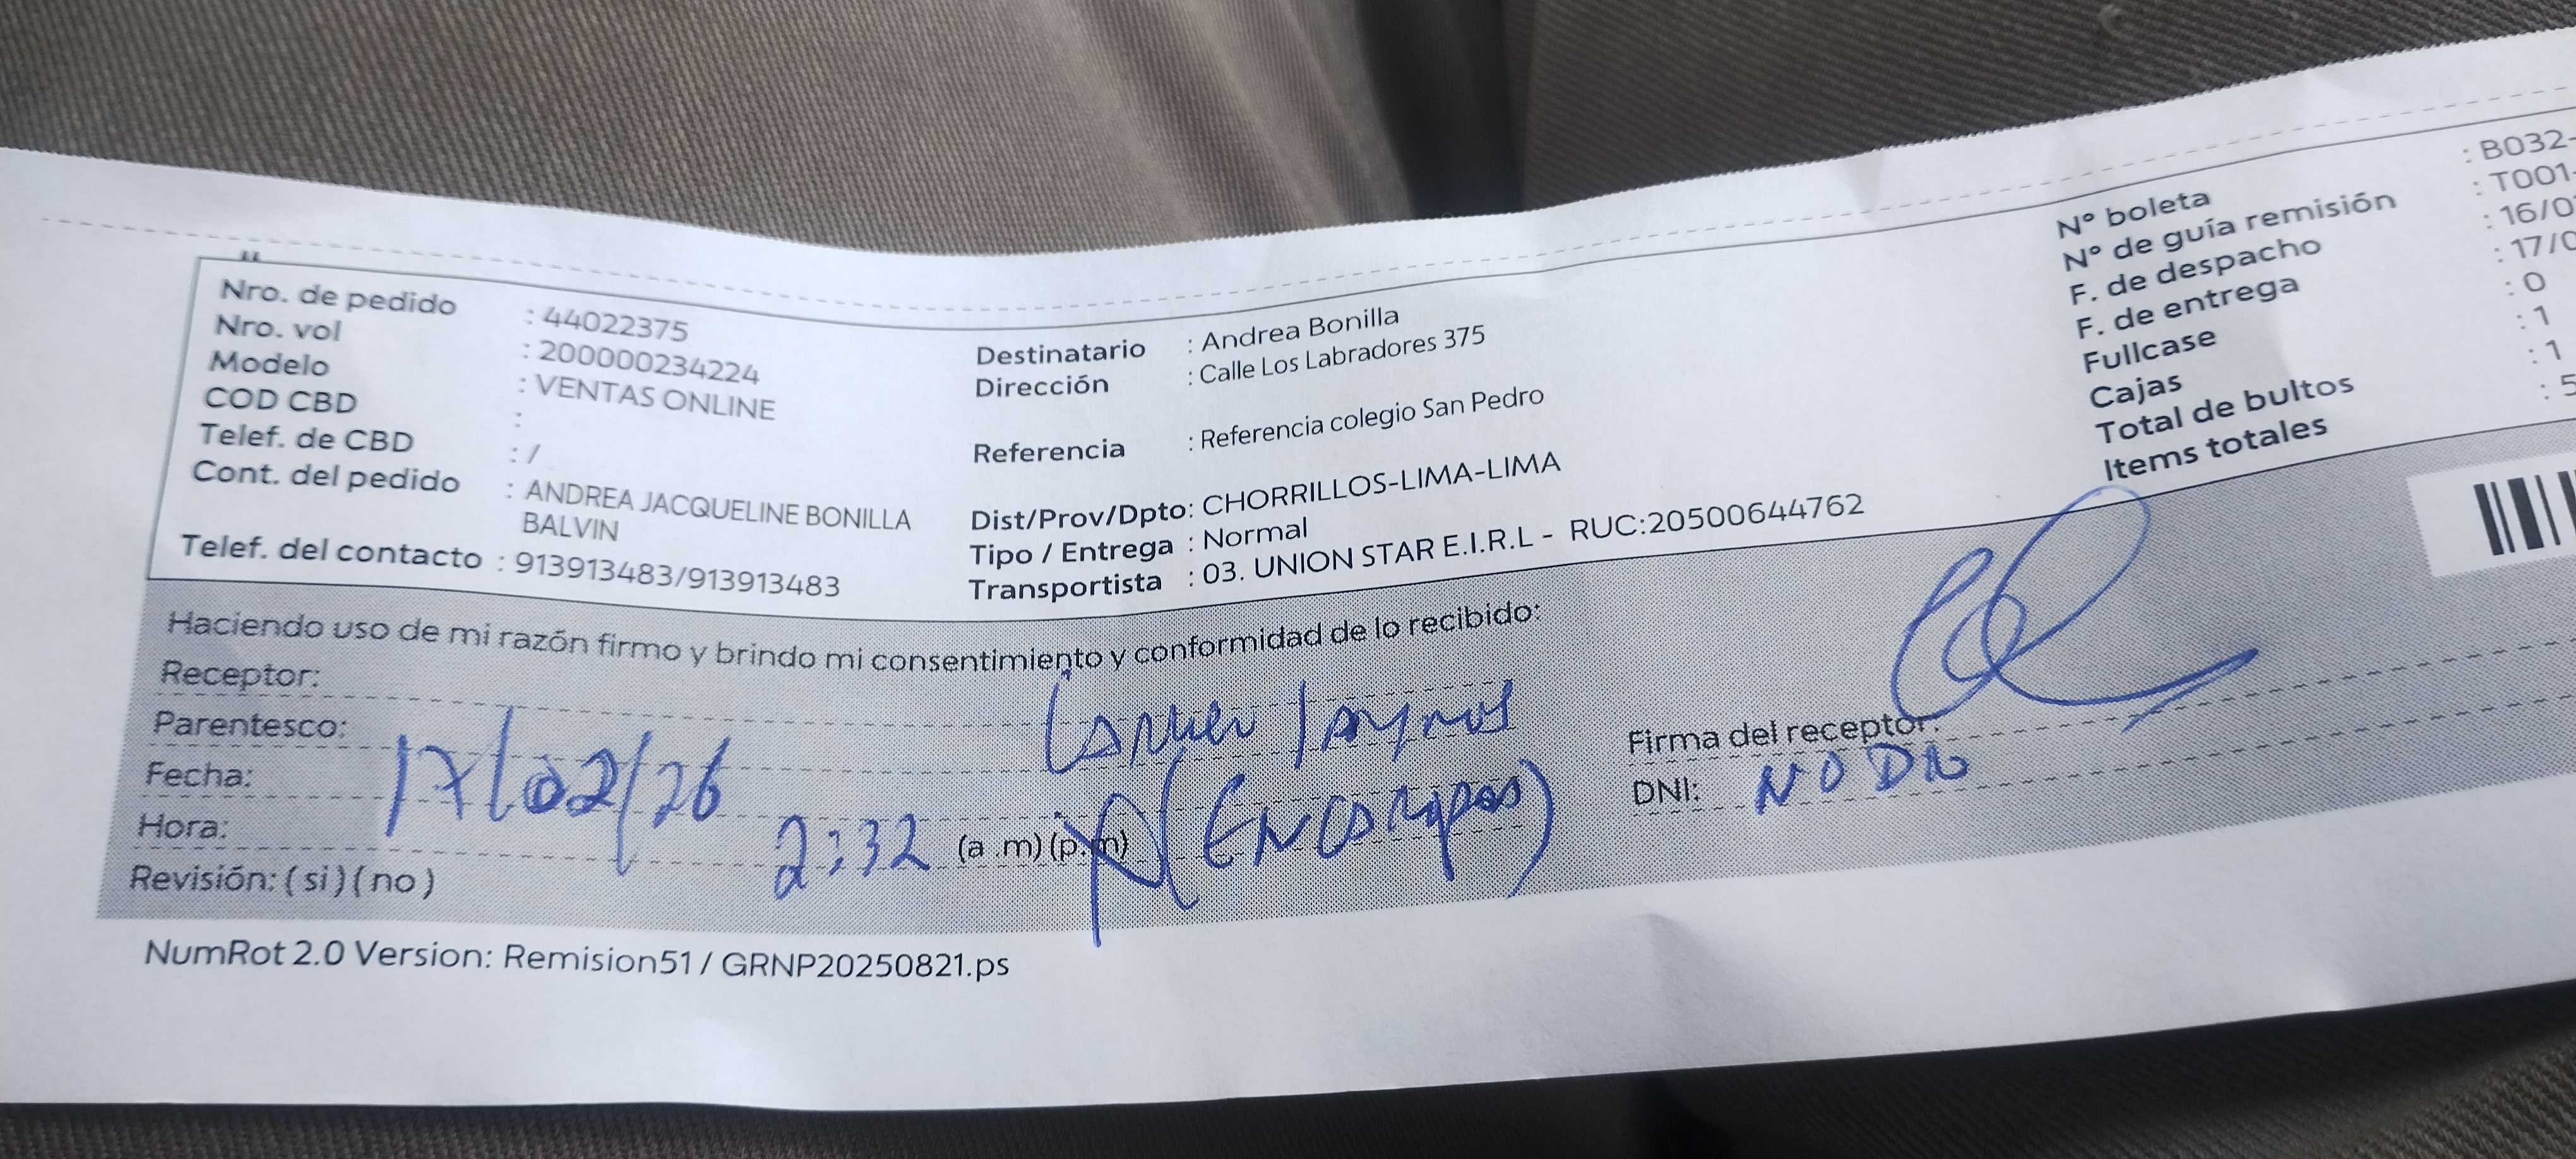 Nro. de pedido : 44022375
Nro. vol : 200000234224
Modelo : VENTAS ONLINE
COD CBD :
Telef. de CBD : /
Cont. del pedido : ANDREA JACQUELINE BONILLA
BALVIN
Telef. del contacto : 913913483/913913483
Destinatario : Andrea Bonilla
Dirección : Calle Los Labradores 375
Referencia : Referencia colegio San Pedro
Dist/Prov/Dpto: CHORRILLOS-LIMA-LIMA
Tipo / Entrega : Normal
Transportista : 03. UNION STAR E.I.R.L - RUC:20500644762
N° boleta : B032-
N° de guía remisión : T001-
F. de despacho : 16/0
F. de entrega : 17/0
Fullcase : 0
Cajas : 1
Total de bultos : 1
Items totales : 5
Haciendo uso de mi razón firmo y brindo mi consentimiento y conformidad de lo recibido:
Receptor:
Parentesco:
Fecha: 17/02/26
Hora: 2:32 (a .m) (p.m)
Revisión: ( si ) ( no )
Firma del receptor:
DNI: NO DIO
NumRot 2.0 Version: Remision51 / GRNP20250821.ps